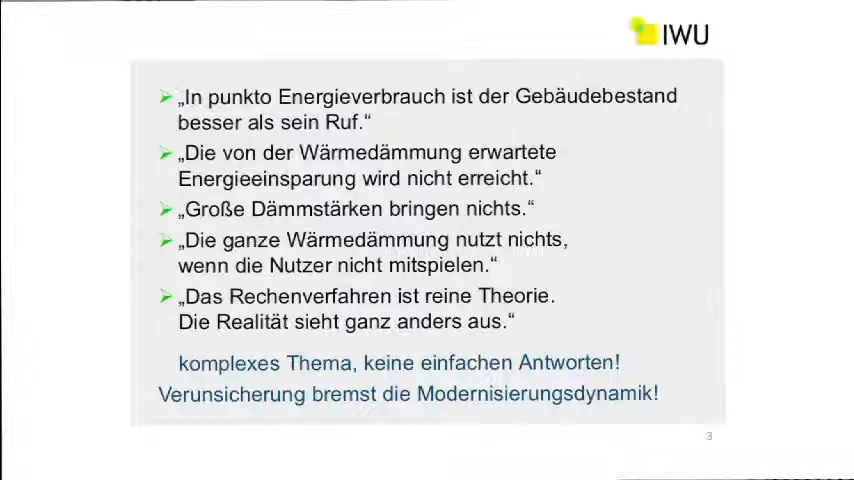 IWU
„In punkto Energieverbrauch ist der Gebäudebestand
besser als sein Ruf.“
„Die von der Wärmedämmung erwartete
Energieeinsparung wird nicht erreicht.“
„Große Dämmstärken bringen nichts.“
„Die ganze Wärmedämmung nutzt nichts,
wenn die Nutzer nicht mitspielen.“
„Das Rechenverfahren ist reine Theorie.
Die Realität sieht ganz anders aus.“
komplexes Thema, keine einfachen Antworten!
Verunsicherung bremst die Modernisierungsdynamik!
3